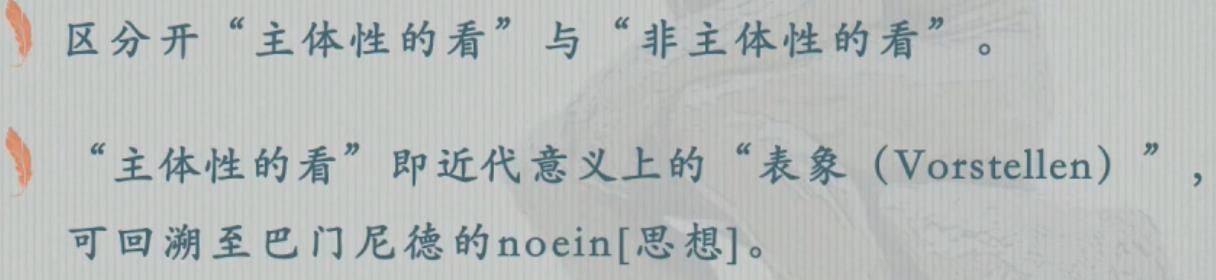 区分开“主体性的看”与“非主体性的看”。
“主体性的看”即近代意义上的“表象（Vorstellen）”，
可回溯至巴门尼德的noein[思想]。